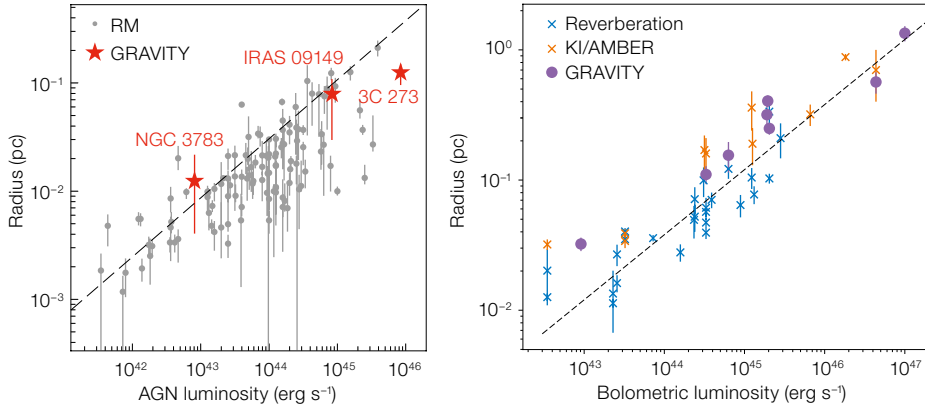 RM
GRAVITY
IRAS 09149
3C 273
NGC 3783
10⁻¹
10⁻²
10⁻³
Radius (pc)
10⁴² 10⁴³ 10⁴⁴ 10⁴⁵ 10⁴⁶
AGN luminosity (erg s⁻¹)
Reverberation
KI/AMBER
GRAVITY
10⁰
10⁻¹
10⁻²
Radius (pc)
10⁴³ 10⁴⁴ 10⁴⁵ 10⁴⁶ 10⁴⁷
Bolometric luminosity (erg s⁻¹)